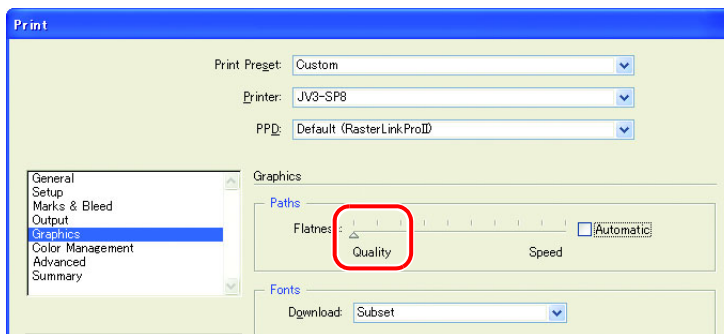 Print
Print Preset: Custom
Printer: JV3-SP8
PPD: Default (RasterLinkProII)
General
Setup
Marks & Bleed
Output
Graphics
Color Management
Advanced
Summary
Graphics
Paths
Flatness:
Automatic
Quality Speed
Fonts
Download: Subset